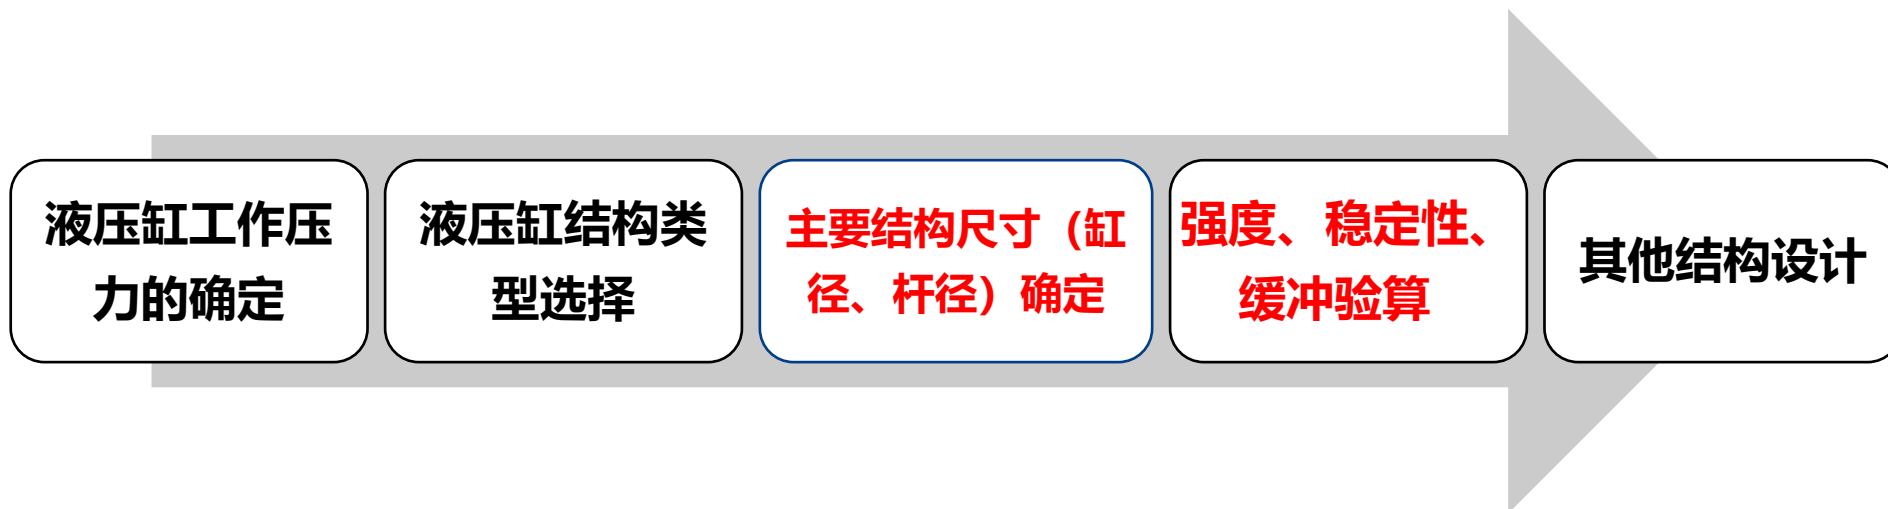 液压缸工作压
力的确定
液压缸结构类
型选择
主要结构尺寸（缸
径、杆径）确定
强度、稳定性、
缓冲验算
其他结构设计